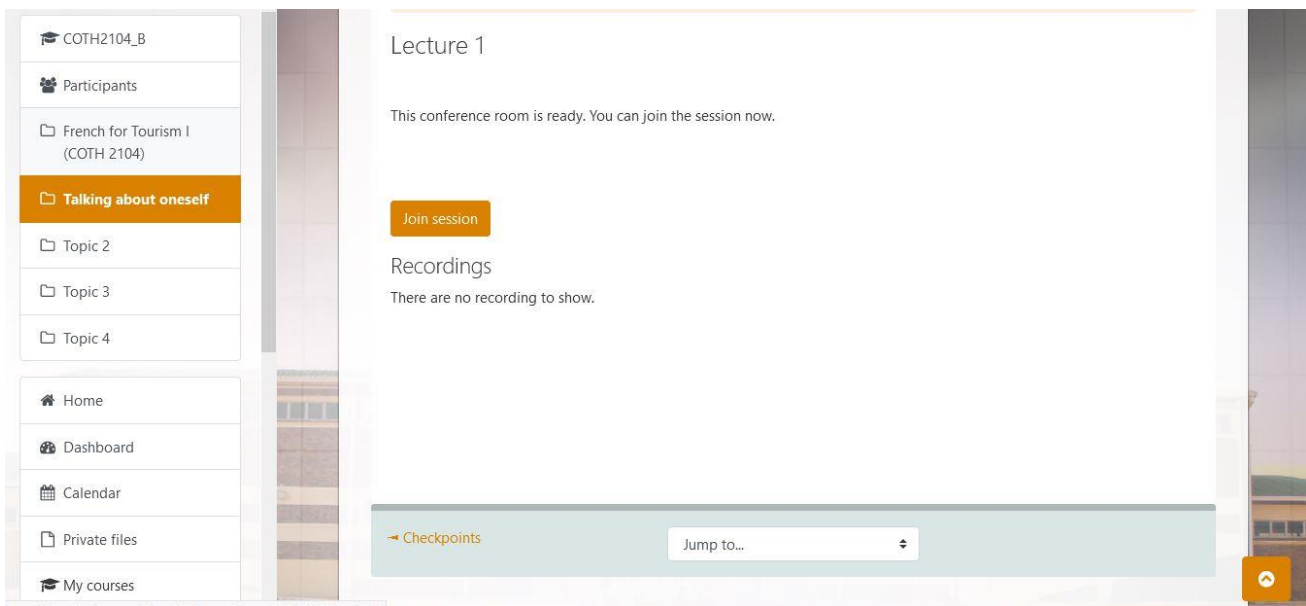 COTH2104_B
Participants
French for Tourism I
(COTH 2104)
Talking about oneself
Topic 2
Topic 3
Topic 4
Home
Dashboard
Calendar
Private files
My courses
Lecture 1
This conference room is ready. You can join the session now.
Join session
Recordings
There are no recording to show.
◄ Checkpoints
Jump to...